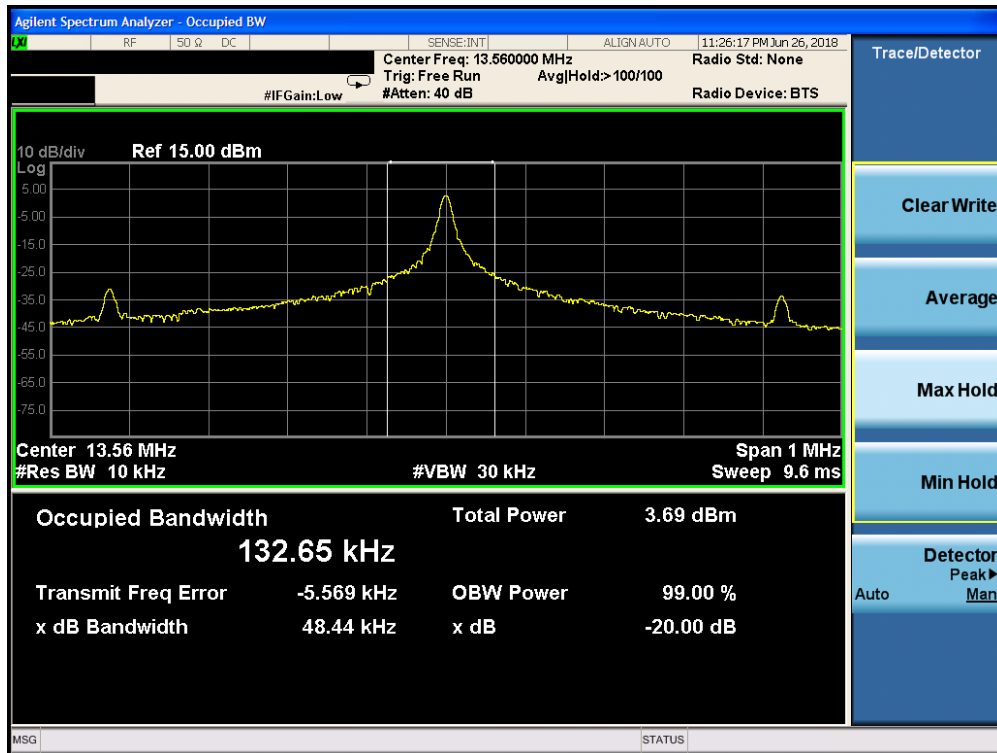 Agilent Spectrum Analyzer - Occupied BW
LXI RF 50 Ω DC SENSE:INT ALIGN AUTO 11:26:17 PM Jun 26, 2018
Center Freq: 13.560000 MHz Radio Std: None
Trig: Free Run Avg|Hold:>100/100
#IFGain:Low #Atten: 40 dB Radio Device: BTS
10 dB/div Ref 15.00 dBm
Log
5.00
-5.00
-15.0
-25.0
-35.0
-45.0
-55.0
-65.0
-75.0
Center 13.56 MHz Span 1 MHz
#Res BW 10 kHz #VBW 30 kHz Sweep 9.6 ms
Occupied Bandwidth Total Power 3.69 dBm
132.65 kHz
Transmit Freq Error -5.569 kHz OBW Power 99.00 %
x dB Bandwidth 48.44 kHz x dB -20.00 dB
MSG STATUS
Trace/Detector
Clear Write
Average
Max Hold
Min Hold
Detector
Peak▶
Auto Man